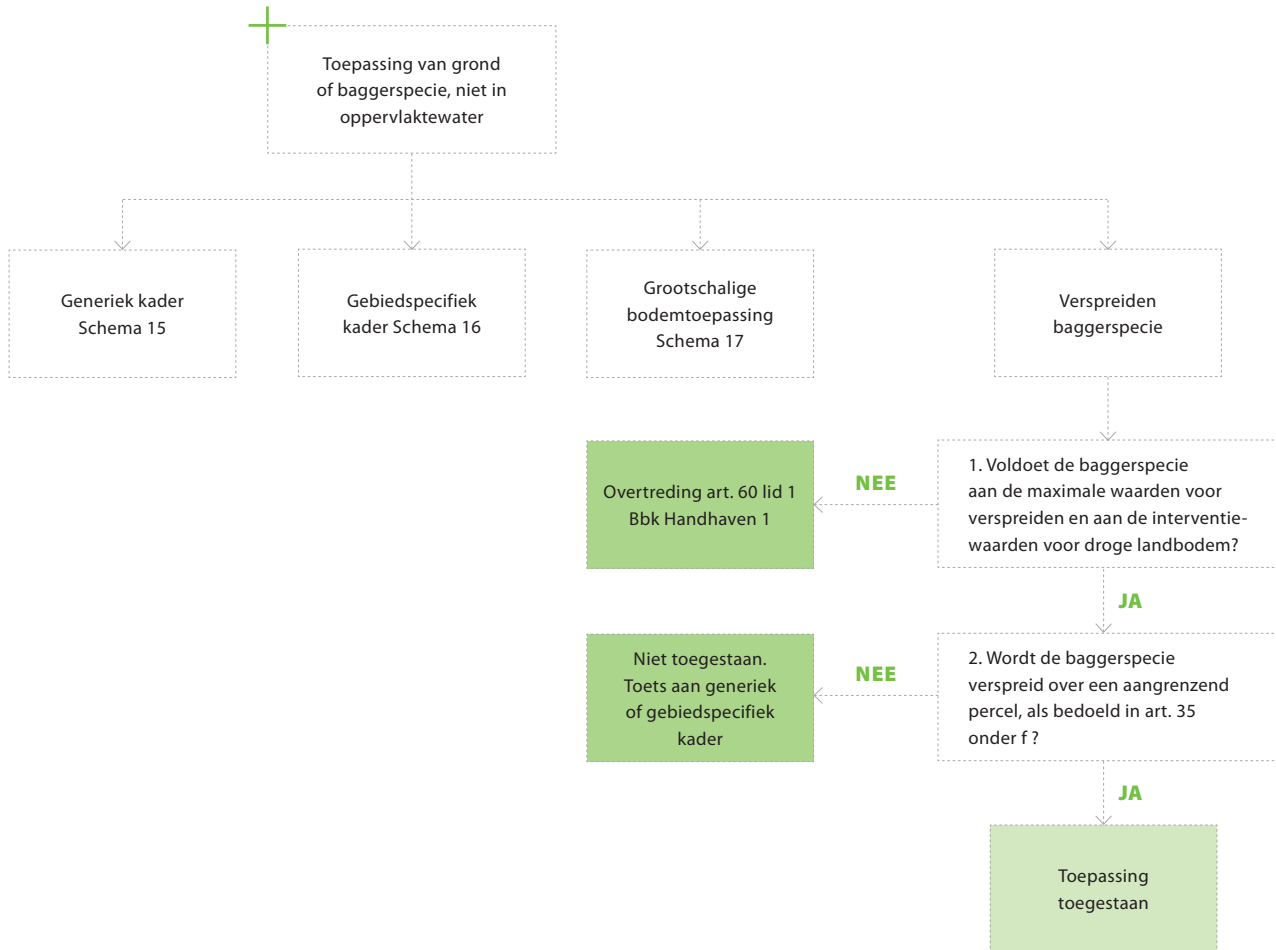 Toepassing van grond
of baggerspecie, niet in
oppervlaktewater
Generiek kader
Schema 15
Gebiedspecifiek
kader Schema 16
Grootschalige
bodemtoepassing
Schema 17
Verspreiden
baggerspecie
1. Voldoet de baggerspecie
aan de maximale waarden voor
verspreiden en aan de interventie-
waarden voor droge landbodem?
NEE
Overtreding art. 60 lid 1
Bbk Handhaven 1
JA
2. Wordt de baggerspecie
verspreid over een aangrenzend
percel, als bedoeld in art. 35
onder f ?
NEE
Niet toegestaan.
Toets aan generiek
of gebiedspecifiek
kader
JA
Toepassing
toegestaan